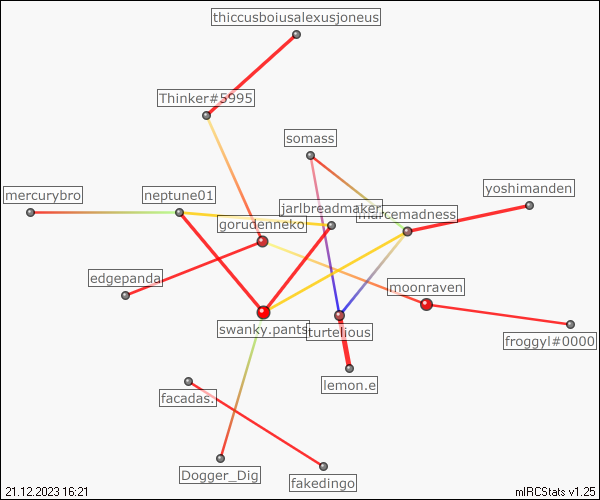 thiccusboiusalexusjoneus
Thinker#5995
somass
mercurybro
neptune01
yoshimanden
jarlbreadmaker
marcemadness
gorudenneko
edgepanda
moonraven
swanky.pants
turtelious
froggyl#0000
lemon.e
facadas.
Dogger_Dig
fakedingo
21.12.2023 16:21
mIRCStats v1.25